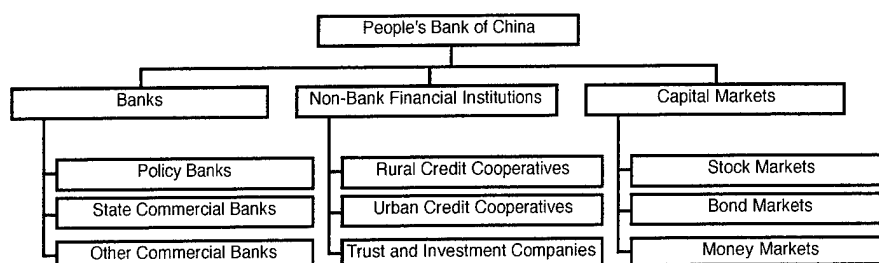 People's Bank of China
Banks
Non-Bank Financial Institutions
Capital Markets
Policy Banks
Rural Credit Cooperatives
Stock Markets
State Commercial Banks
Urban Credit Cooperatives
Bond Markets
Other Commercial Banks
Trust and Investment Companies
Money Markets